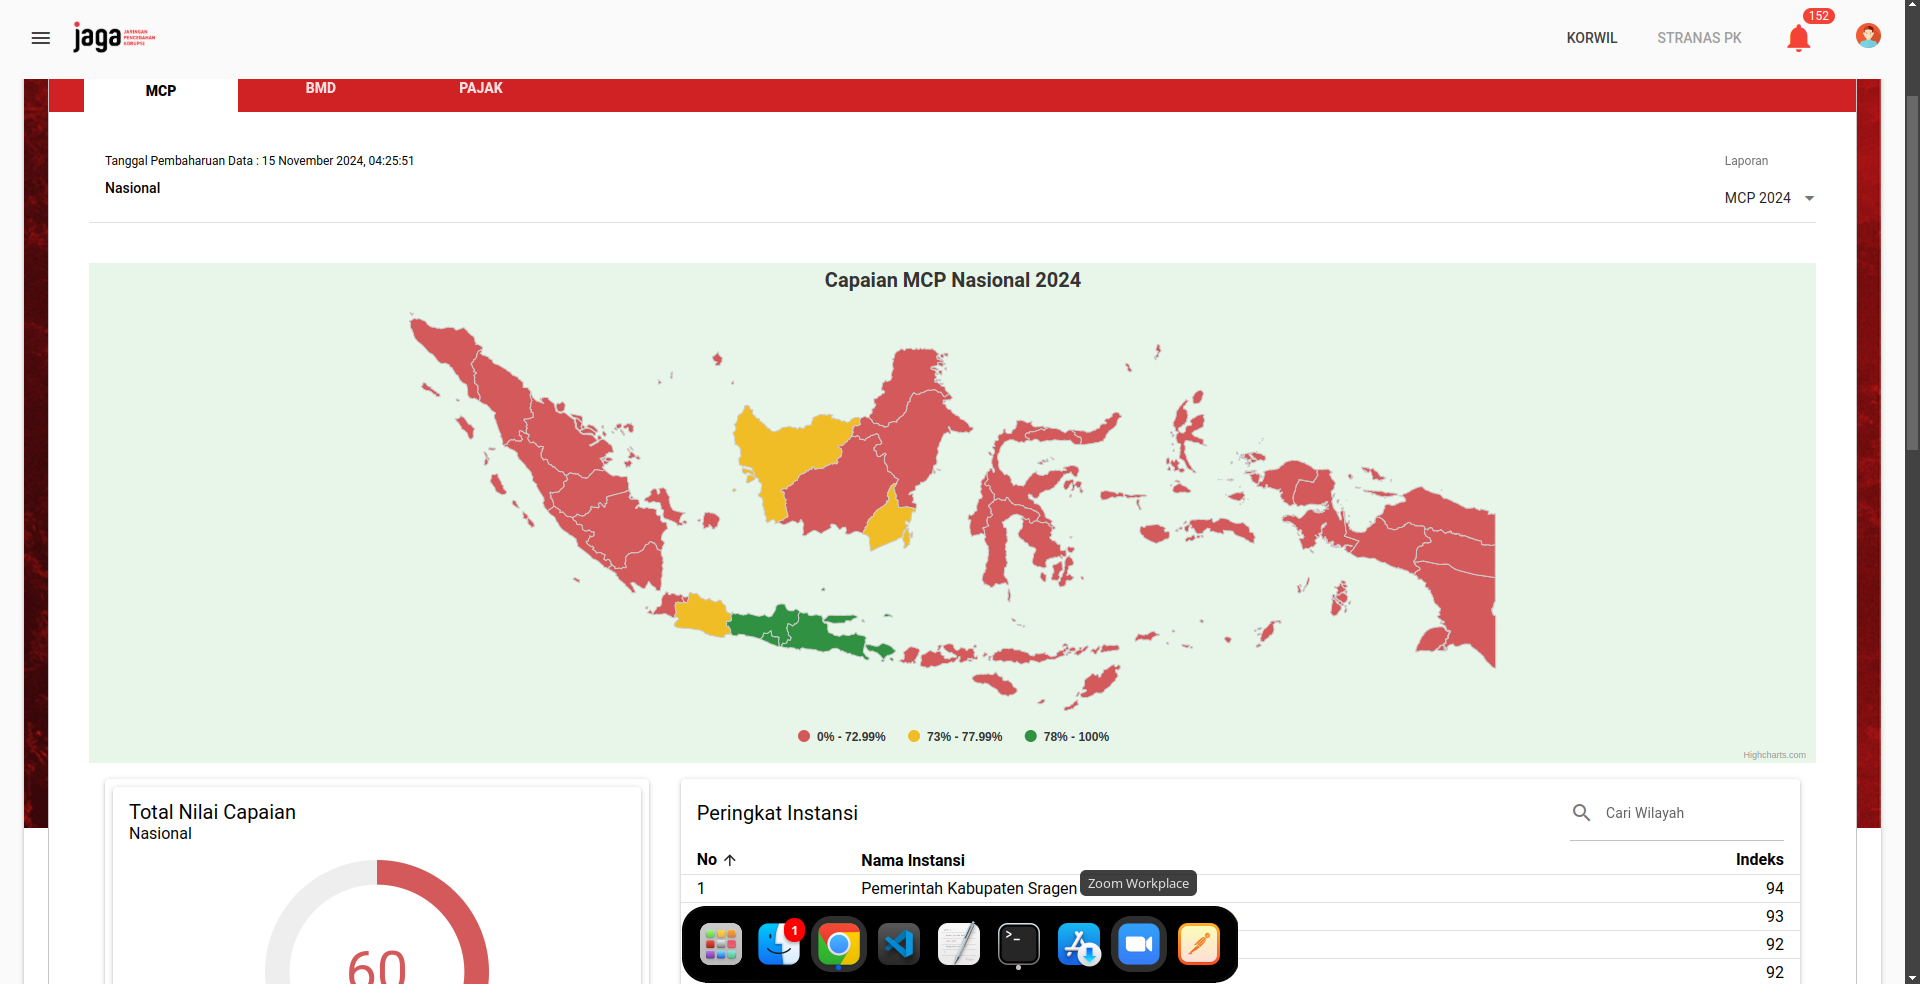 jaga JARINGAN
PENCEGAHAN
KORUPSI
KORWIL
STRANAS PK
152
MCP
BMD
PAJAK
Tanggal Pembaharuan Data : 15 November 2024, 04:25:51
Laporan
Nasional
MCP 2024
Capaian MCP Nasional 2024
0% - 72.99%
73% - 77.99%
78% - 100%
Highcharts.com
Total Nilai Capaian
Nasional
60
Peringkat Instansi
Cari Wilayah
No
Nama Instansi
Indeks
1
Pemerintah Kabupaten Sragen
94
Zoom Workplace
93
92
92
1
>_